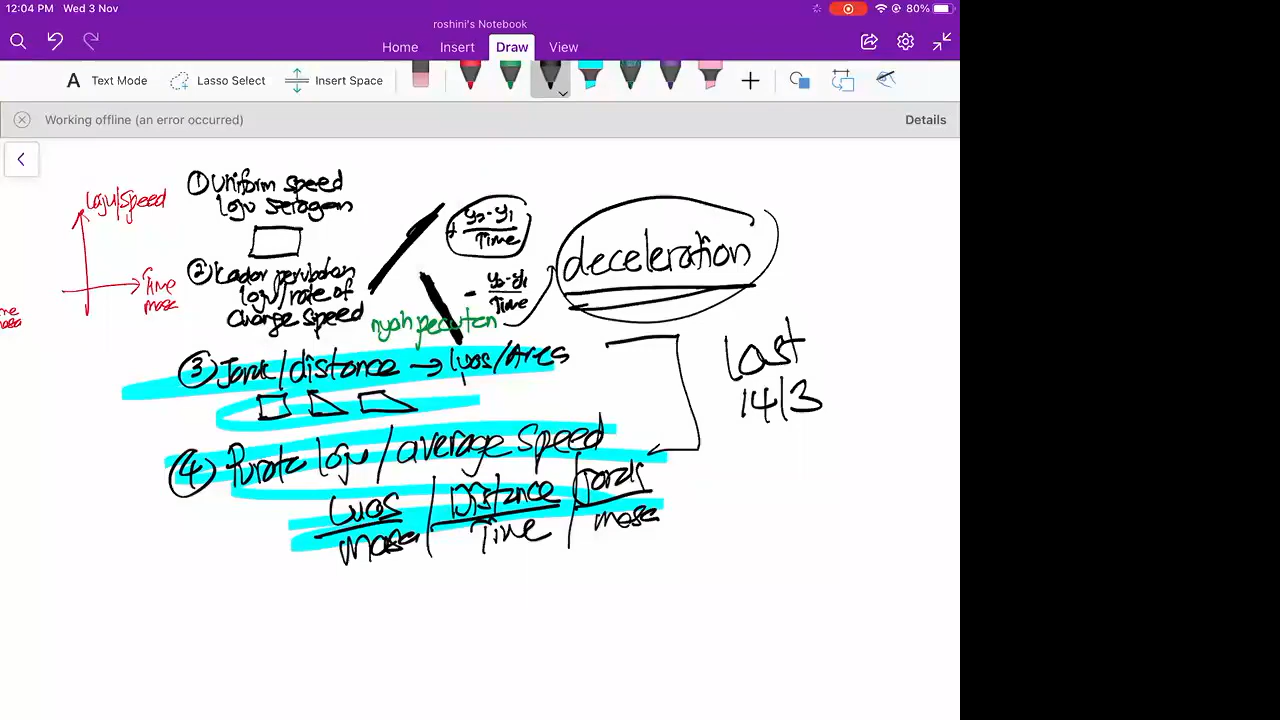 12:04 PM Wed 3 Nov
80%
roshini's Notebook
Home Insert Draw View
A Text Mode Lasso Select Insert Space
Working offline (an error occurred) Details
Laju/speed
Time
masa
① Uniform speed
laju seragam
② Kadar perubahan
laju/rate of
change speed
+ y₂-y₁
Time
- y₂-y₁
Time
nyah pecutan
deceleration
③ Jarak/distance → Luas/Area
④ Purata laju/average speed
Luas / Distance / Jarak
masa / Time / masa
Last
14/3